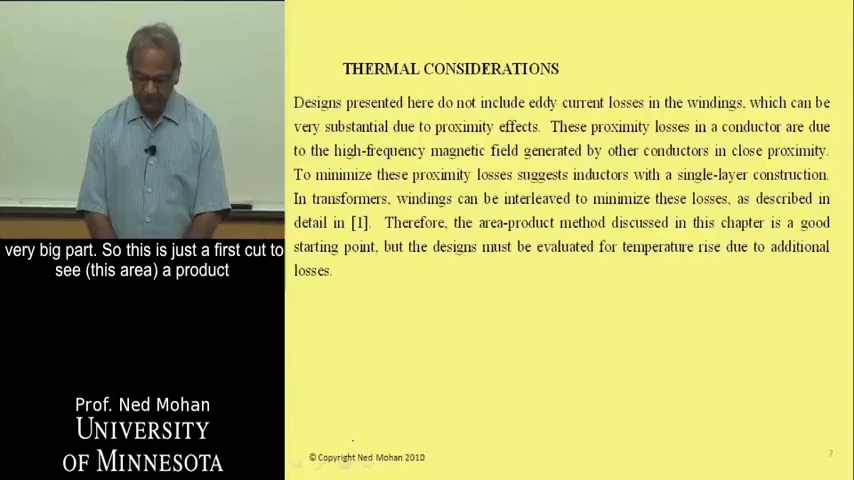 THERMAL CONSIDERATIONS
Designs presented here do not include eddy current losses in the windings, which can be
very substantial due to proximity effects. These proximity losses in a conductor are due
to the high-frequency magnetic field generated by other conductors in close proximity.
To minimize these proximity losses suggests inductors with a single-layer construction.
In transformers, windings can be interleaved to minimize these losses, as described in
detail in [1]. Therefore, the area-product method discussed in this chapter is a good
starting point, but the designs must be evaluated for temperature rise due to additional
losses.
very big part. So this is just a first cut to
see (this area) a product
Prof. Ned Mohan
UNIVERSITY
OF MINNESOTA
© Copyright Ned Mohan 2010
7